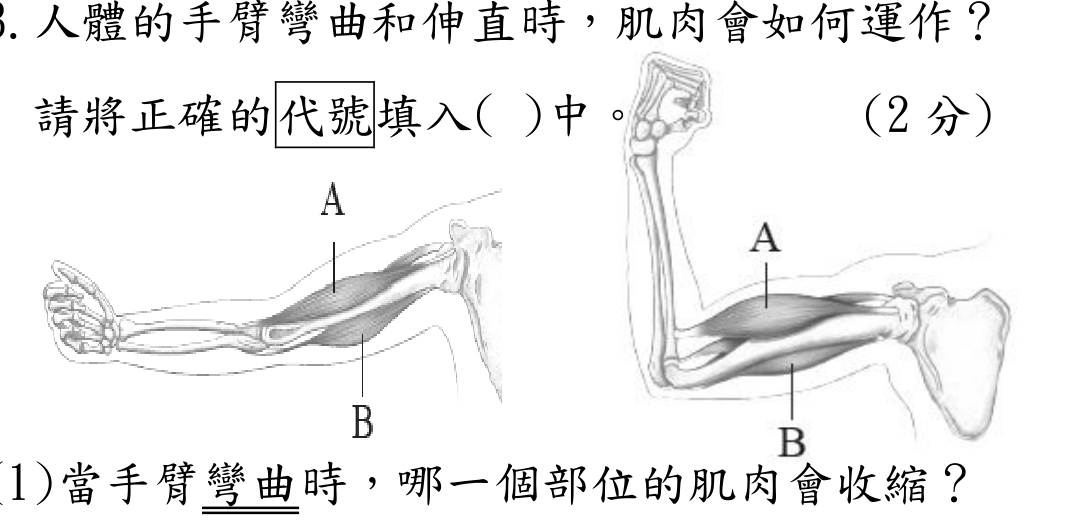 3. 人體的手臂彎曲和伸直時，肌肉會如何運作？
請將正確的代號填入( )中。 (2 分)
A
A
B
B
(1)當手臂彎曲時，哪一個部位的肌肉會收縮？